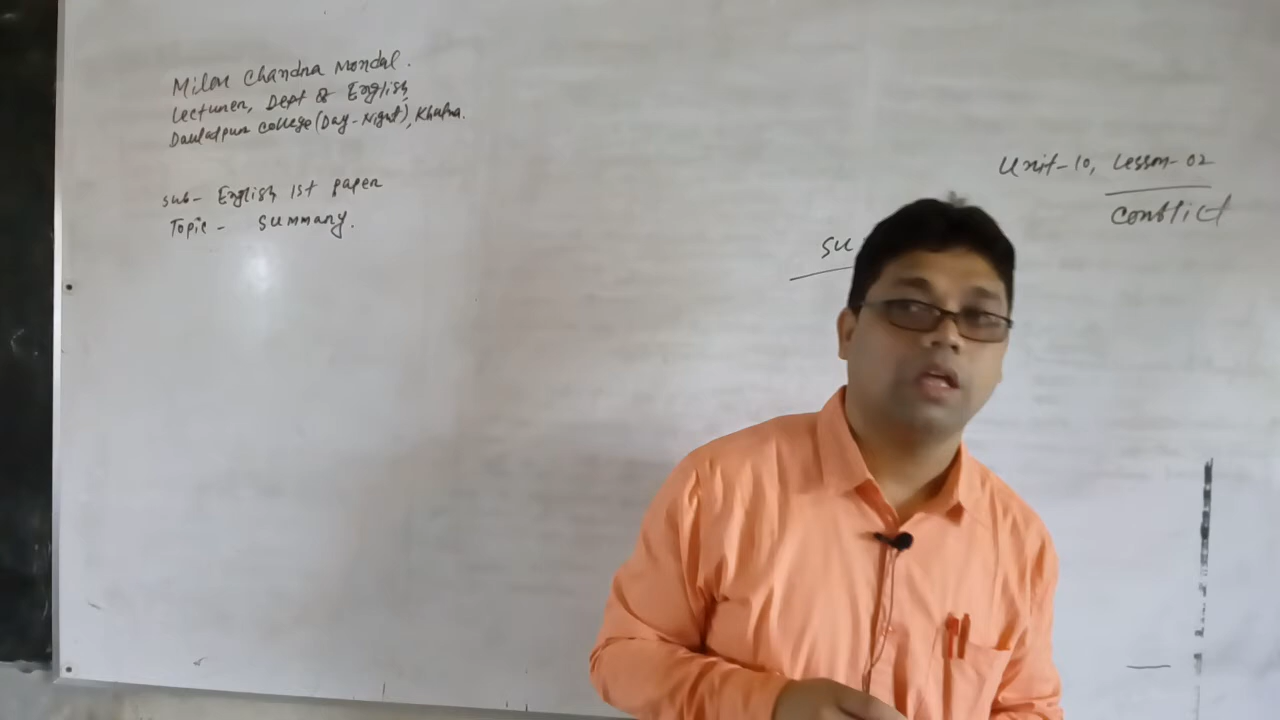 Milon Chandra Mondal.
Lecturer, Dept of English
Daulatpur College (Day-Night), Khulna.
Sub- English 1st paper
Topic- Summary.
Unit-10, Lesson-02
Conflict
Su